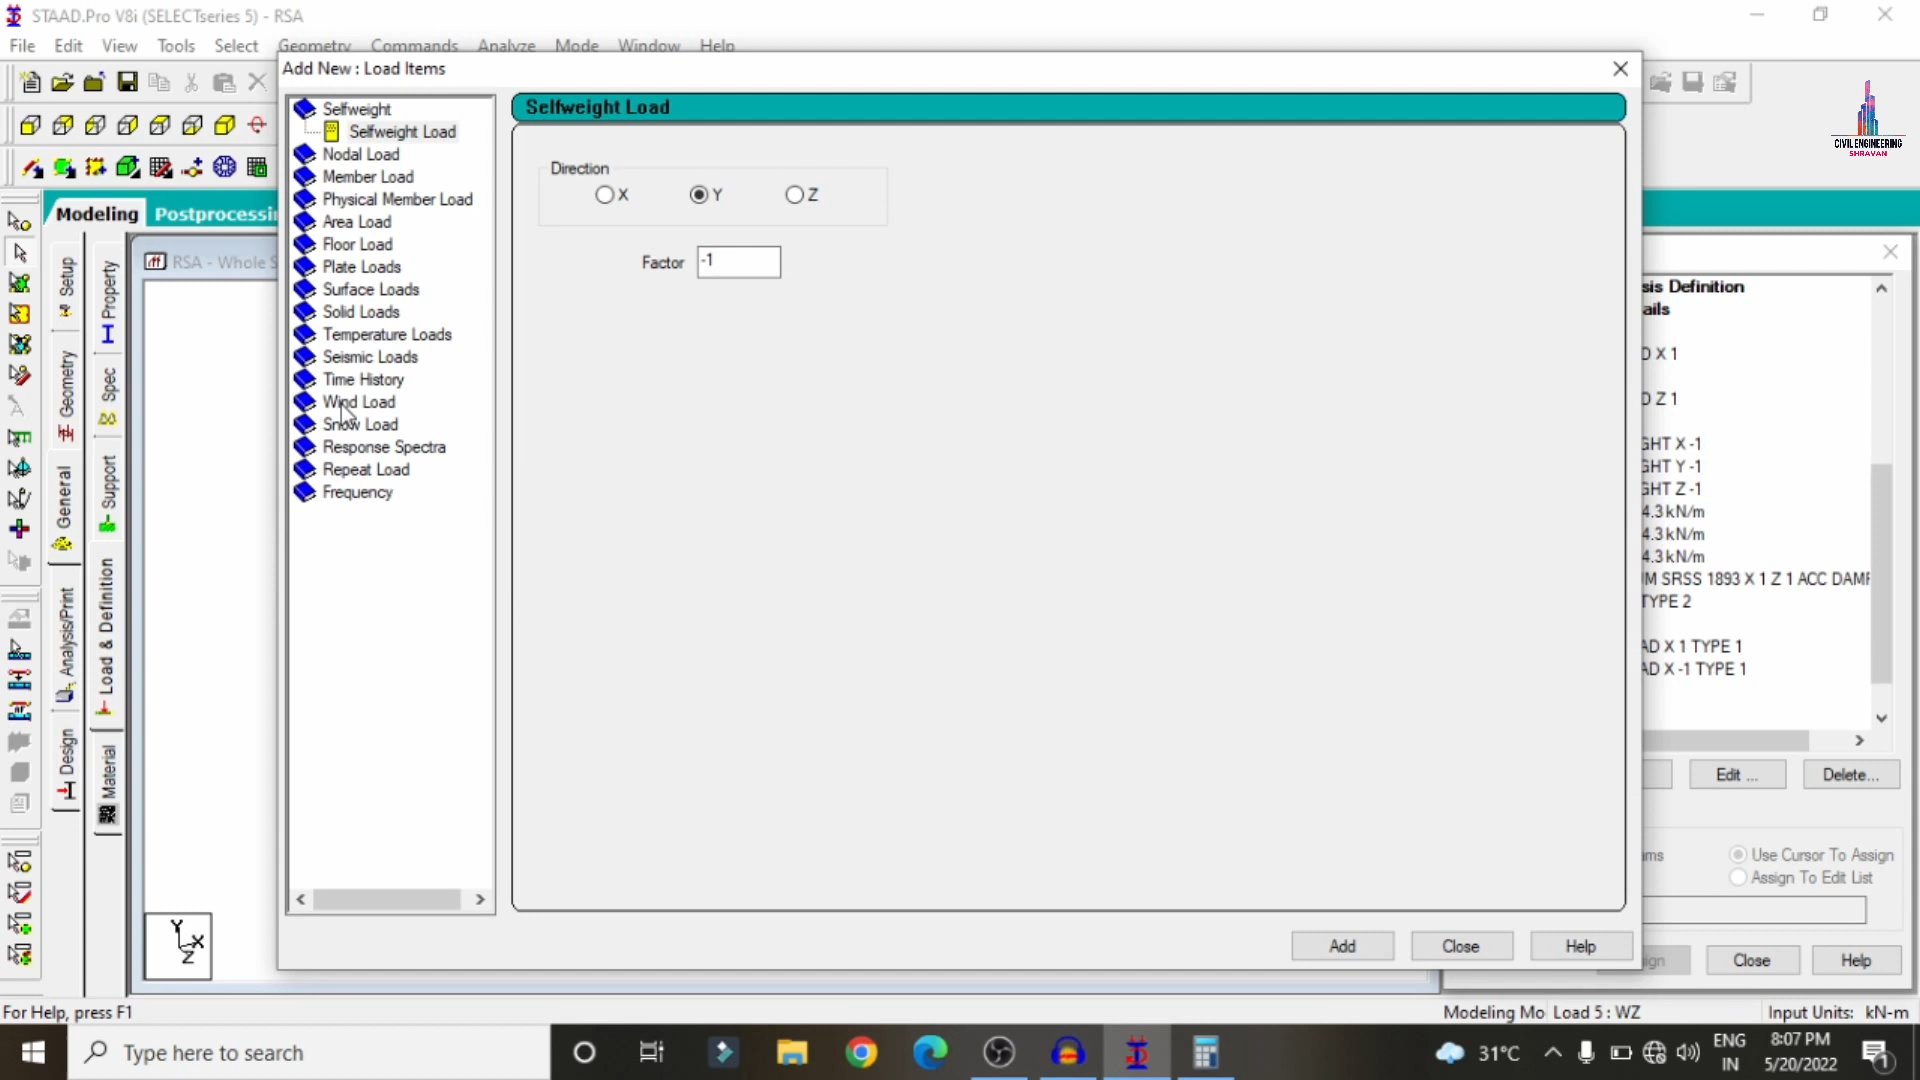 STAAD.Pro V8i (SELECTseries 5) - RSA
File Edit View Tools Select Geometry Commands Analyze Mode Window Help
Add New : Load Items
Selfweight
Selfweight Load
Nodal Load
Member Load
Physical Member Load
Area Load
Floor Load
Plate Loads
Surface Loads
Solid Loads
Temperature Loads
Seismic Loads
Time History
Wind Load
Snow Load
Response Spectra
Repeat Load
Frequency
Selfweight Load
Direction
X Y Z
Factor -1
Add Close Help
CIVIL ENGINEERING
SHRAVAN
Modeling Postprocessin
RSA - Whole S
Setup
Geometry
General
Analysis/Print
Design
Property
Spec
Support
Load & Definition
Material
Y
X
Z
sis Definition
ails
D X 1
D Z 1
GHT X -1
GHT Y -1
GHT Z -1
4.3 kN/m
4.3 kN/m
4.3 kN/m
M SRSS 1893 X 1 Z 1 ACC DAMF
TYPE 2
AD X 1 TYPE 1
AD X -1 TYPE 1
Edit ... Delete...
ms
Use Cursor To Assign
Assign To Edit List
ign Close Help
For Help, press F1
Modeling Mo Load 5 : WZ Input Units: kN-m
Type here to search
31°C
ENG
IN
8:07 PM
5/20/2022
1